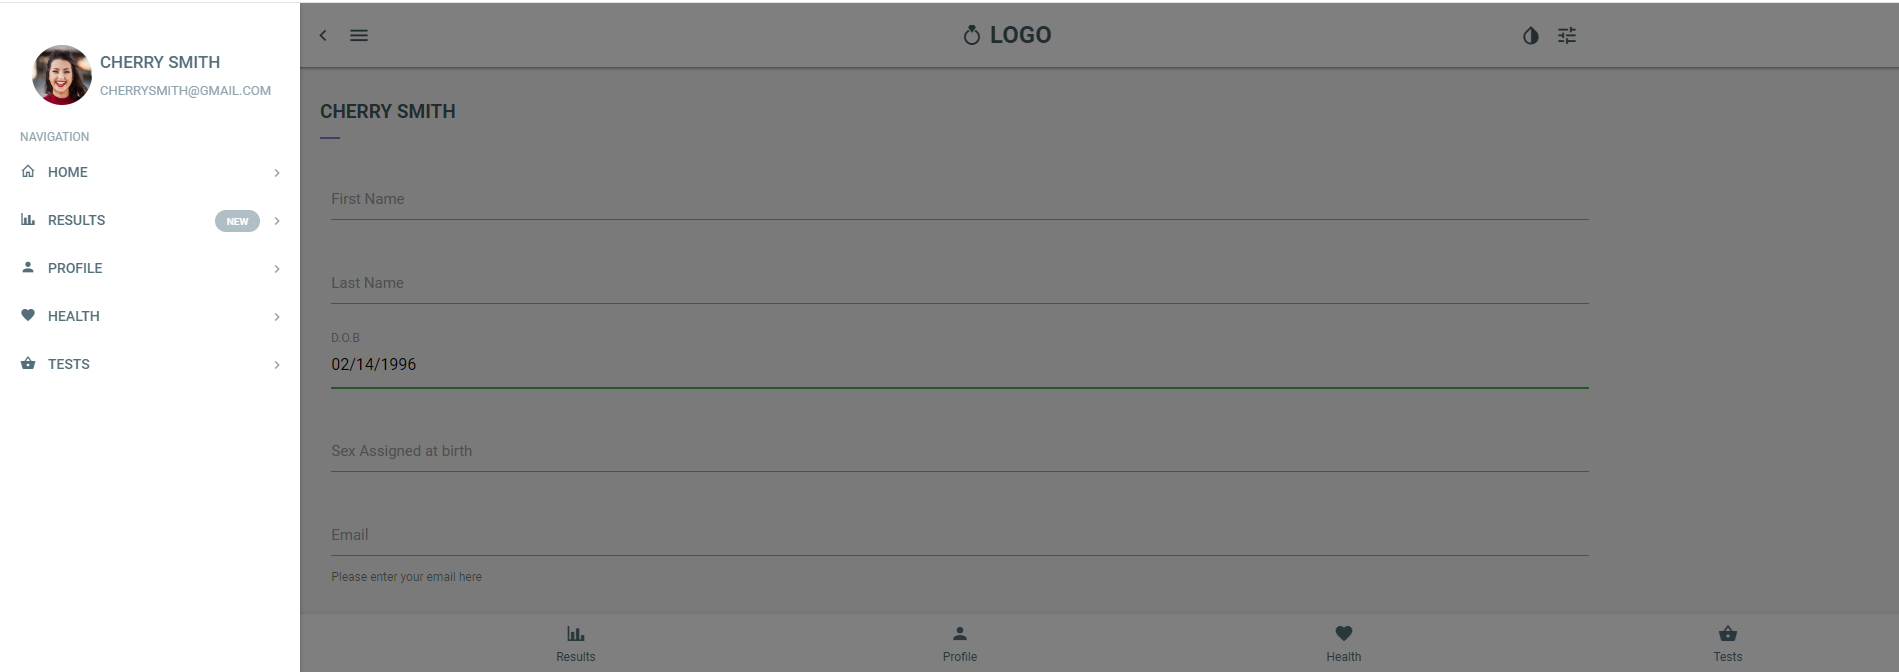 CHERRY SMITH
CHERRYSMITH@GMAIL.COM
NAVIGATION
HOME
RESULTS NEW
PROFILE
HEALTH
TESTS
LOGO
CHERRY SMITH
First Name
Last Name
D.O.B
02/14/1996
Sex Assigned at birth
Email
Please enter your email here
Results Profile Health Tests